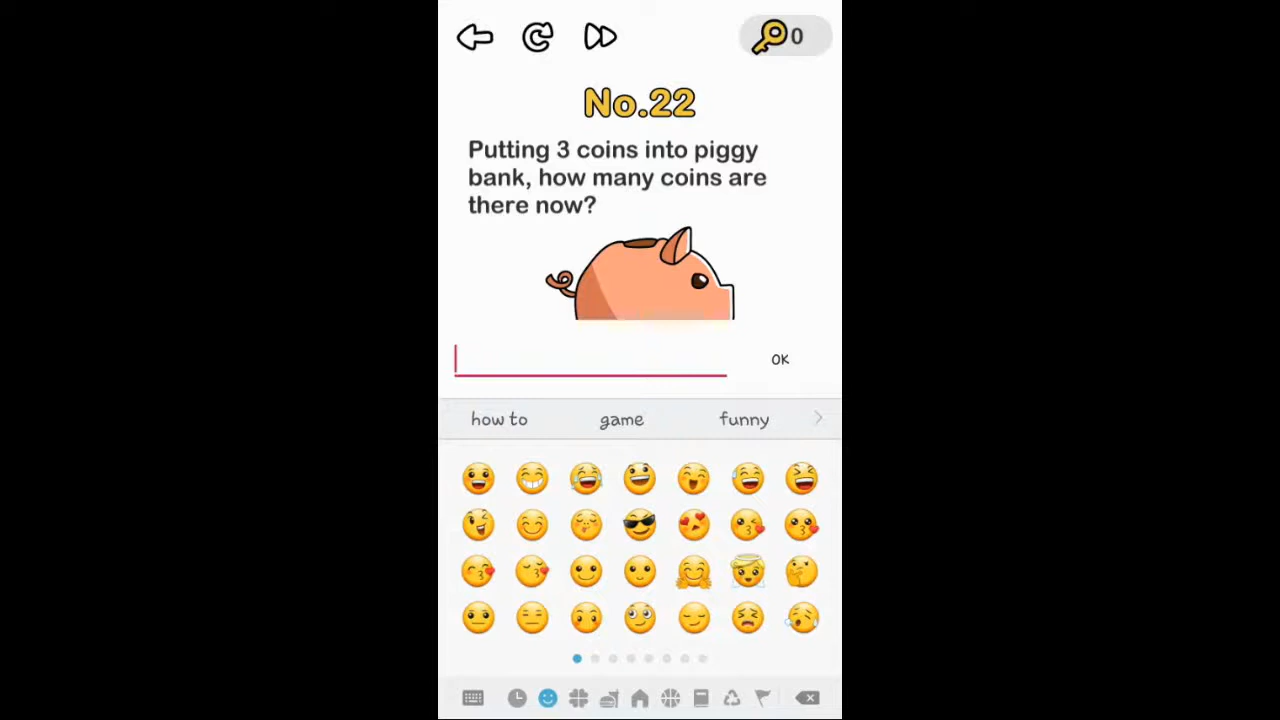 0
No.22
Putting 3 coins into piggy
bank, how many coins are
there now?
OK
how to game funny